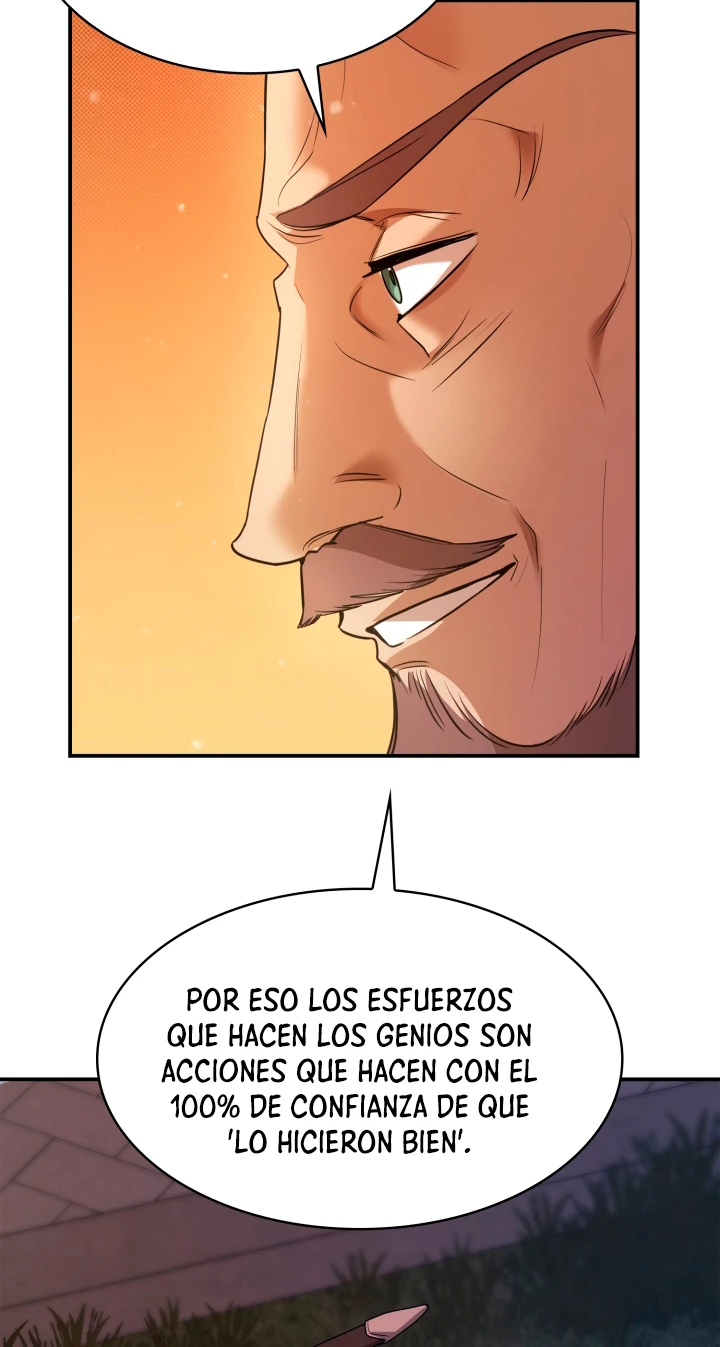 POR ESO LOS ESFUERZOS
QUE HACEN LOS GENIOS SON
ACCIONES QUE HACEN CON EL
100% DE CONFIANZA DE QUE
'LO HICIERON BIEN'.